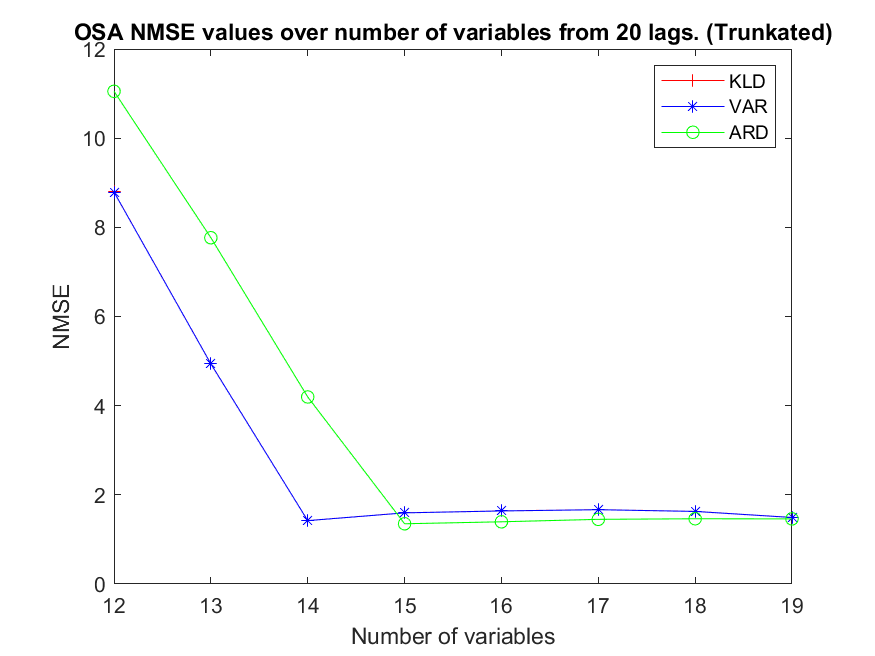 OSA NMSE values over number of variables from 20 lags. (Trunkated)
12
10
8
6
4
2
0
NMSE
KLD
VAR
ARD
12 13 14 15 16 17 18 19
Number of variables